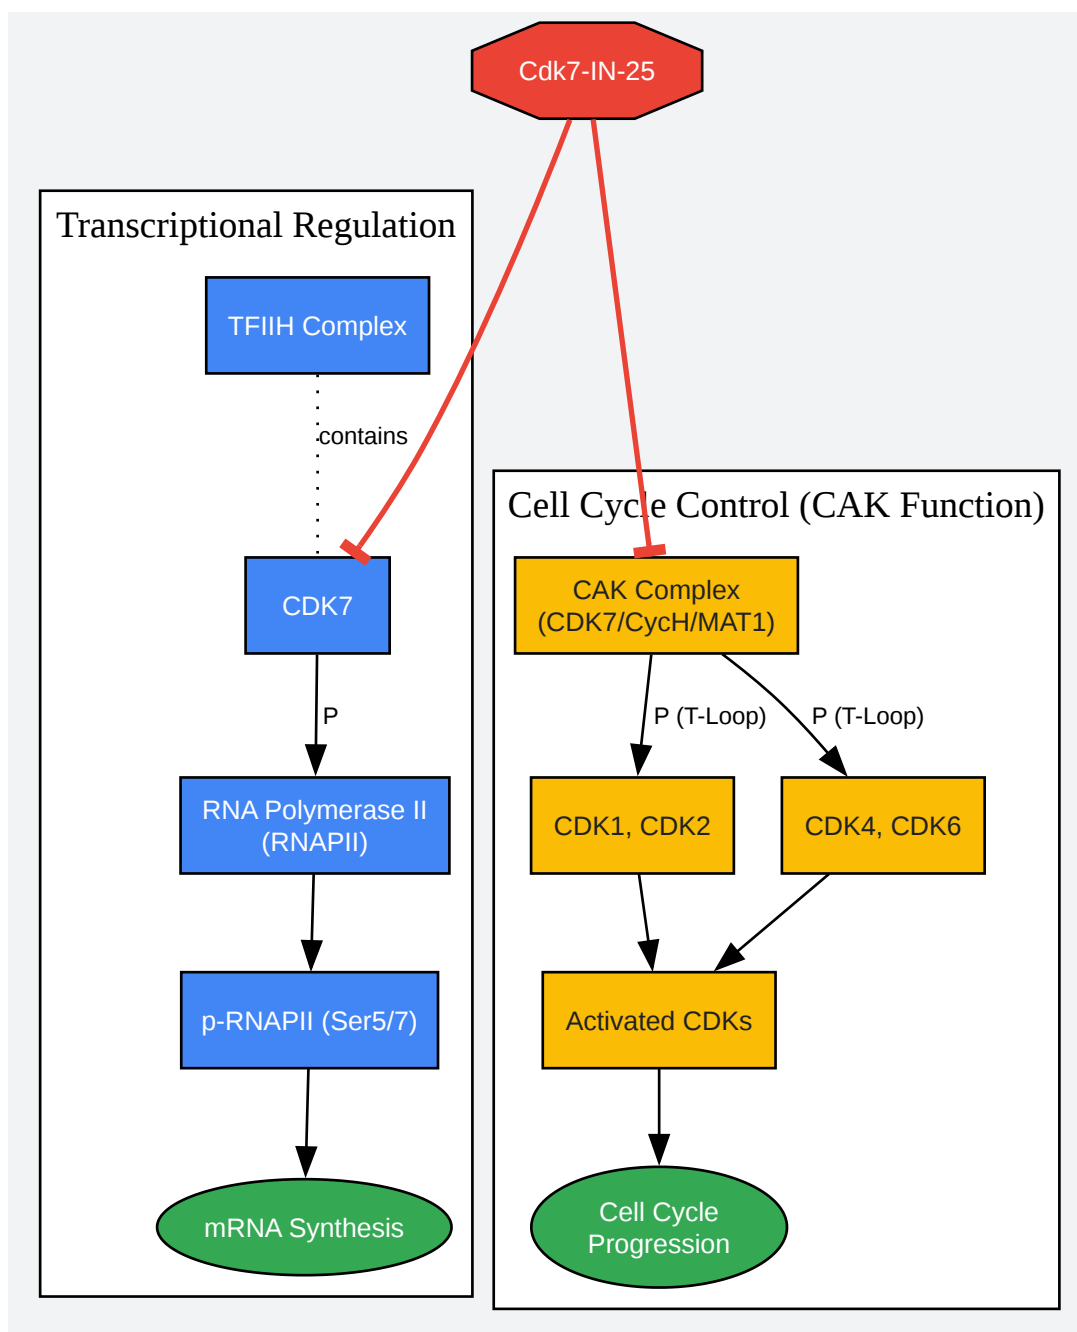 Cdk7-IN-25
Transcriptional Regulation
TFIIH Complex
contains
CDK7
P
RNA Polymerase II
(RNAPII)
p-RNAPII (Ser5/7)
mRNA Synthesis
Cell Cycle Control (CAK Function)
CAK Complex
(CDK7/CycH/MAT1)
P (T-Loop)
P (T-Loop)
CDK1, CDK2
CDK4, CDK6
Activated CDKs
Cell Cycle
Progression